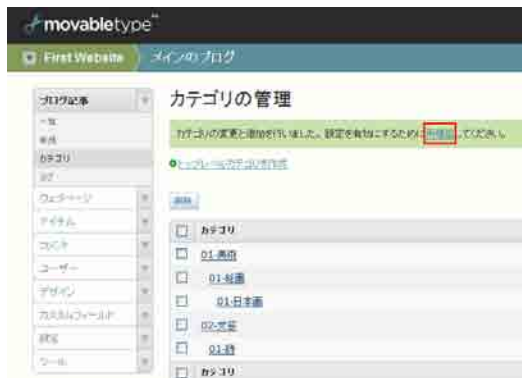 movabletype™
First Website
メインのブログ
ブログ記事
一覧
新規
カテゴリ
タグ
ウェブページ
アイテム
コメント
ユーザー
デザイン
カスタムフィールド
設定
ツール
カテゴリの管理
カテゴリの変更と追加を行いました。設定を有効にするために再構築してください。
トップレベルカテゴリを作成
削除
カテゴリ
01-美術
01-絵画
01-日本画
02-文芸
01-詩
カテゴリ